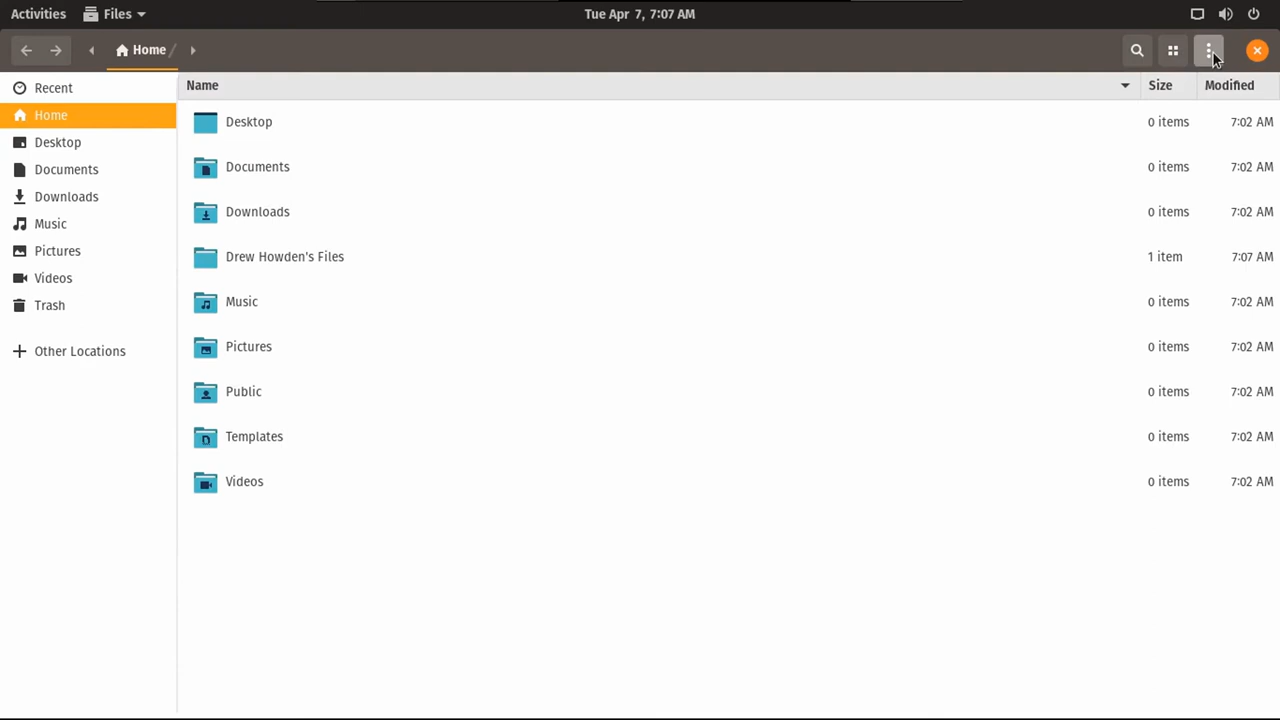 Activities Files Tue Apr 7, 7:07 AM
Home /
Recent
Home
Desktop
Documents
Downloads
Music
Pictures
Videos
Trash
Other Locations
Name Size Modified
Desktop 0 items 7:02 AM
Documents 0 items 7:02 AM
Downloads 0 items 7:02 AM
Drew Howden's Files 1 item 7:07 AM
Music 0 items 7:02 AM
Pictures 0 items 7:02 AM
Public 0 items 7:02 AM
Templates 0 items 7:02 AM
Videos 0 items 7:02 AM